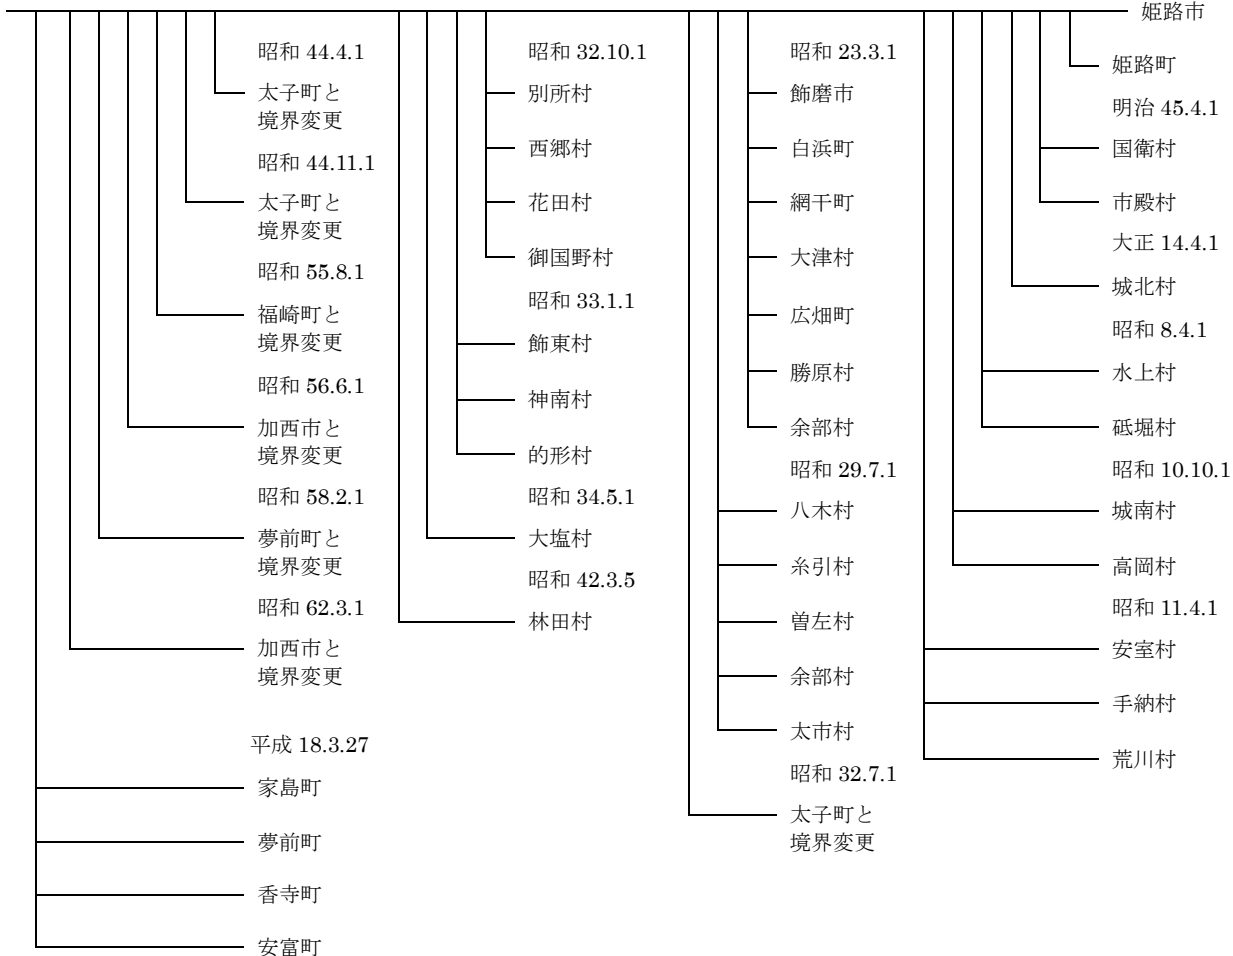 姫路市
姫路町
明治 45.4.1
国衛村
市殿村
大正 14.4.1
城北村
昭和 8.4.1
水上村
砥堀村
昭和 10.10.1
城南村
高岡村
昭和 11.4.1
安室村
手納村
荒川村
昭和 23.3.1
飾磨市
白浜町
網干町
大津村
広畑町
勝原村
余部村
昭和 29.7.1
八木村
糸引村
曽左村
余部村
太市村
昭和 32.7.1
太子町と
境界変更
昭和 32.10.1
別所村
西郷村
花田村
御国野村
昭和 33.1.1
飾東村
神南村
的形村
昭和 34.5.1
大塩村
昭和 42.3.5
林田村
昭和 44.4.1
太子町と
境界変更
昭和 44.11.1
太子町と
境界変更
昭和 55.8.1
福崎町と
境界変更
昭和 56.6.1
加西市と
境界変更
昭和 58.2.1
夢前町と
境界変更
昭和 62.3.1
加西市と
境界変更
平成 18.3.27
家島町
夢前町
香寺町
安富町